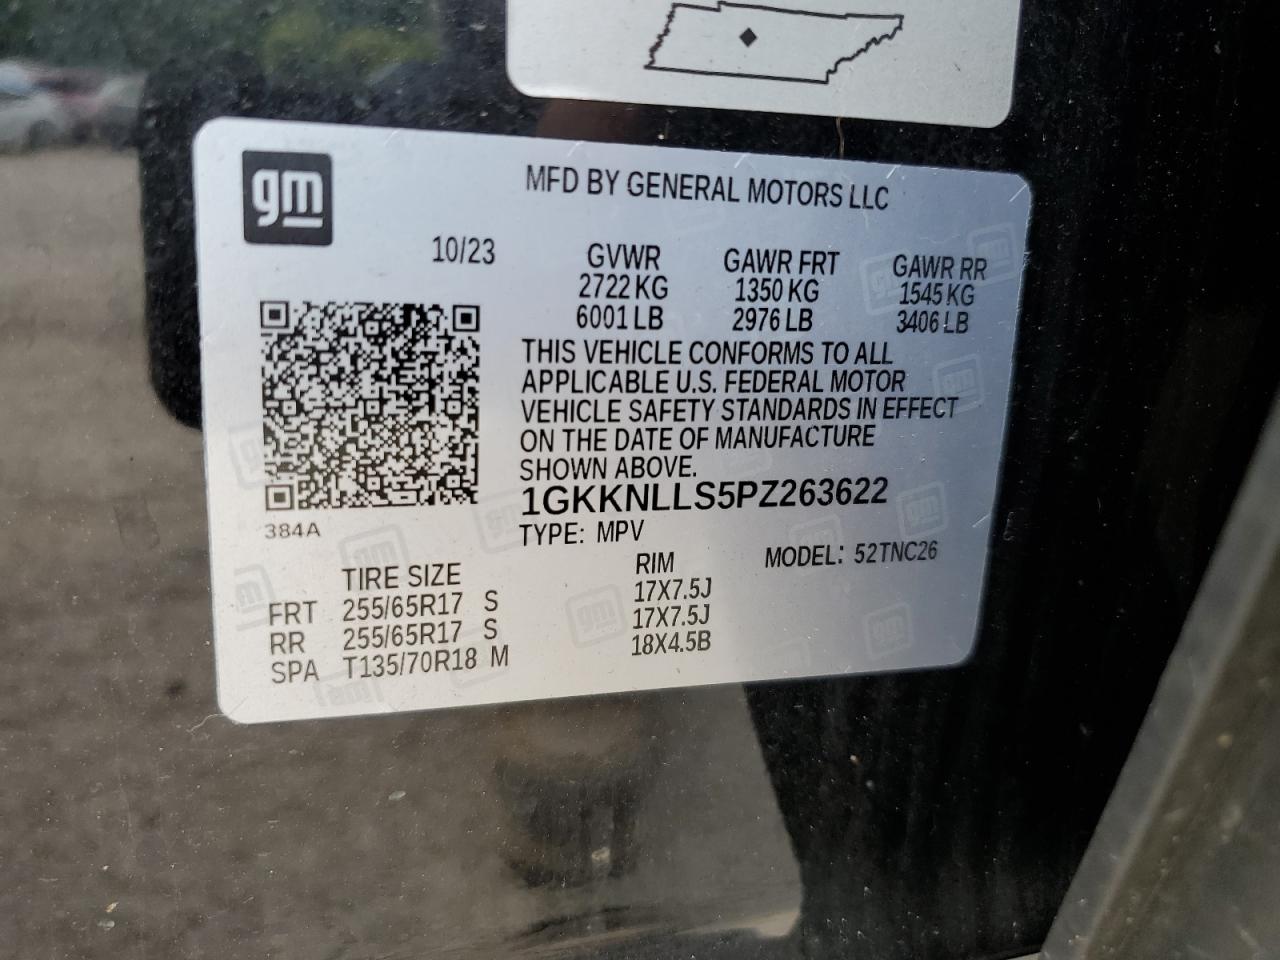 gm
MFD BY GENERAL MOTORS LLC
10/23
GVWR GAWR FRT GAWR RR
2722 KG 1350 KG 1545 KG
6001 LB 2976 LB 3406 LB
THIS VEHICLE CONFORMS TO ALL
APPLICABLE U.S. FEDERAL MOTOR
VEHICLE SAFETY STANDARDS IN EFFECT
ON THE DATE OF MANUFACTURE
SHOWN ABOVE.
1GKKNLLS5PZ263622
384A
TYPE: MPV
MODEL: 52TNC26
TIRE SIZE RIM
FRT 255/65R17 S 17X7.5J
RR 255/65R17 S 17X7.5J
SPA T135/70R18 M 18X4.5B